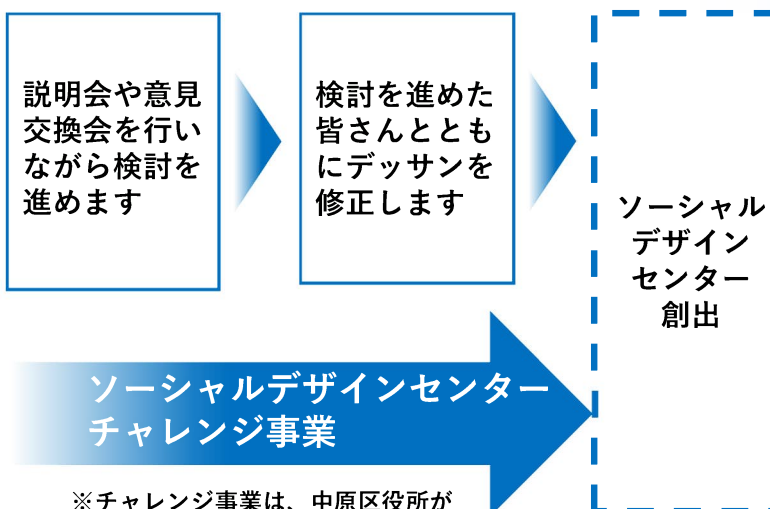 説明会や意見
交換会を行い
ながら検討を
進めます
検討を進めた
皆さんととも
にデッサンを
修正します
ソーシャル
デザイン
センター
創出
ソーシャルデザインセンター
チャレンジ事業
※チャレンジ事業は、中原区役所が